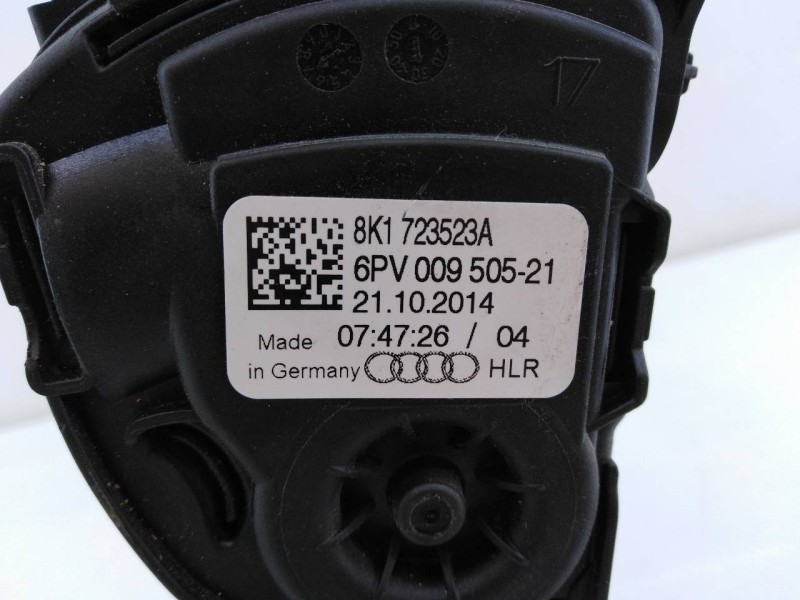 17
8K1 723523A
6PV 009 505-21
21.10.2014
Made 07:47:26 / 04
in Germany HLR